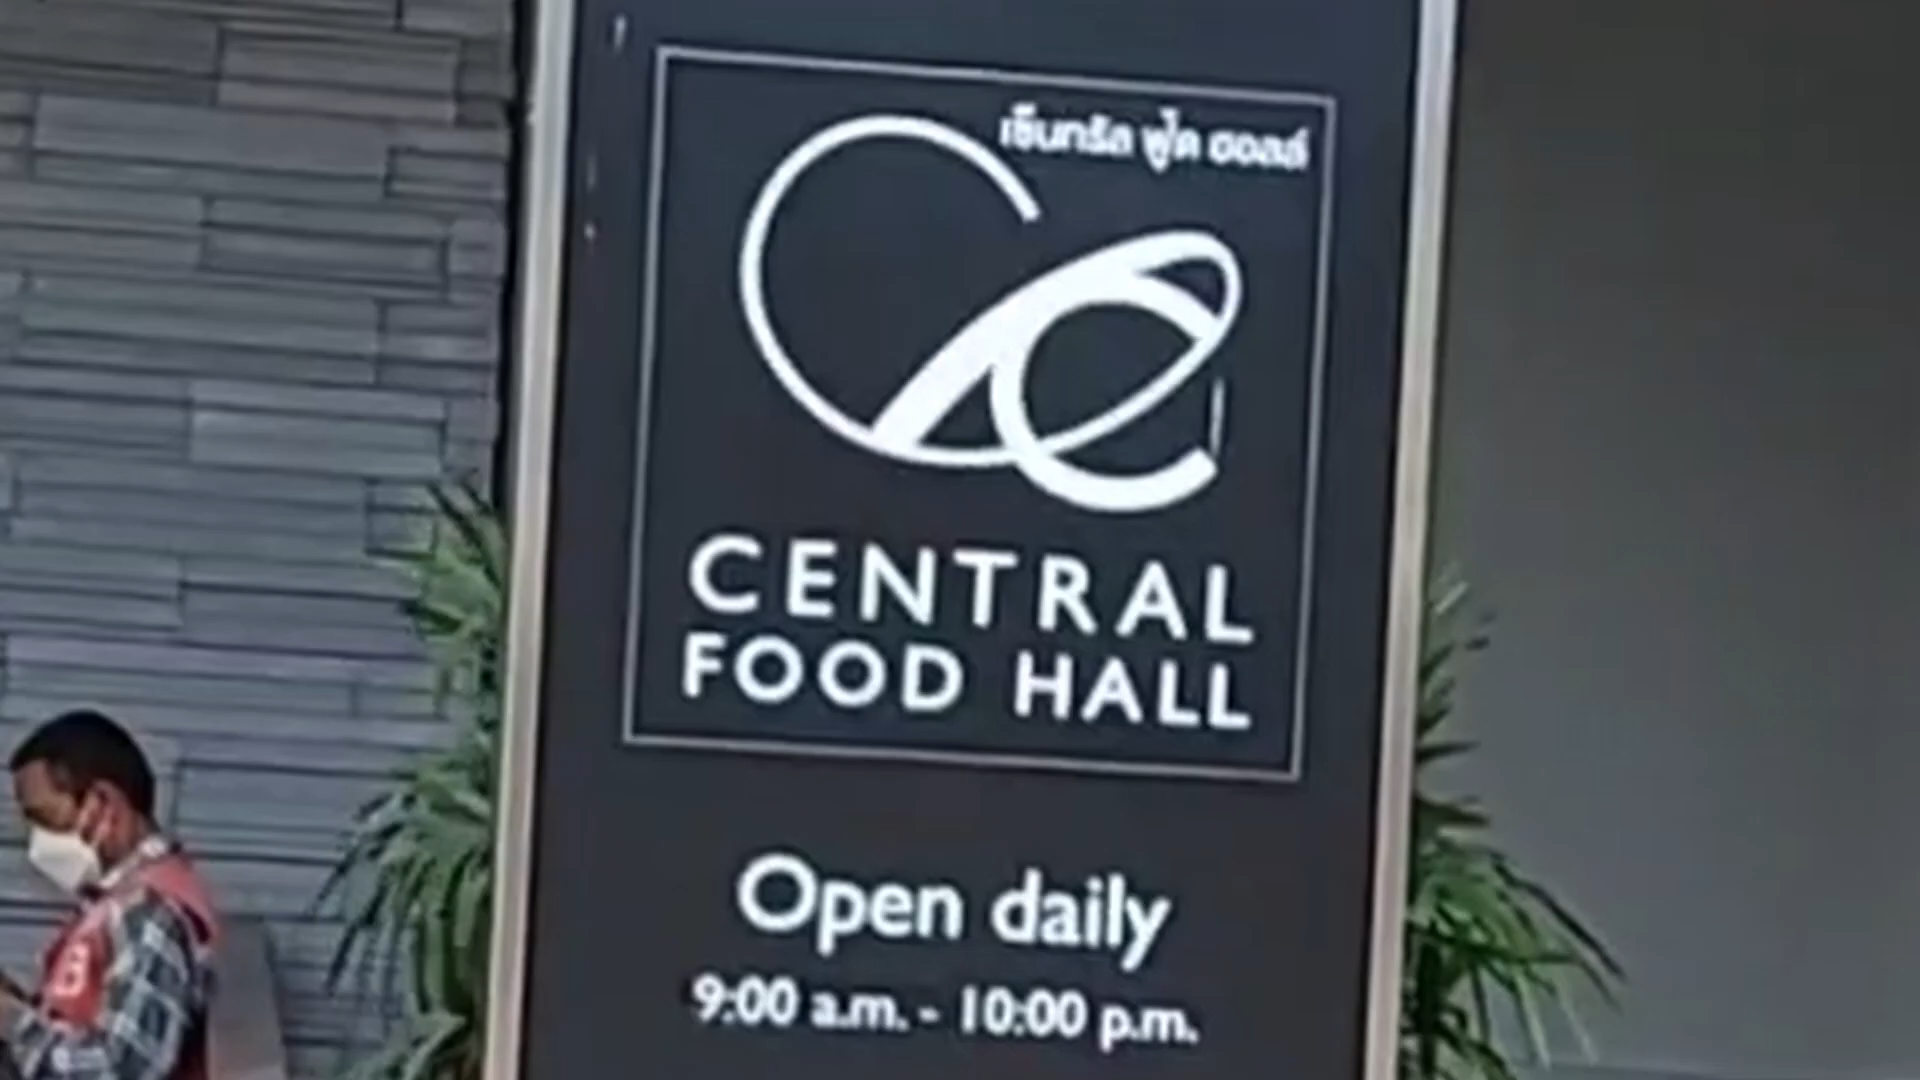 เซ็นทรัล ฟู้ด ฮอลล์
CENTRAL
FOOD HALL
Open daily
9:00 a.m. - 10:00 p.m.